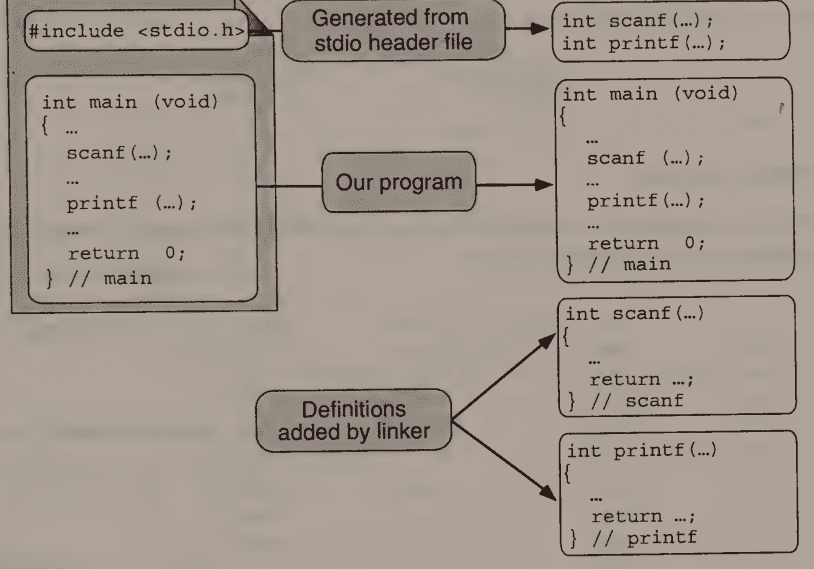 #include <stdio.h>
Generated from
stdio header file
int scanf(…);
int printf(…);
int main (void)
{ …
scanf(…);
…
printf (…);
…
return 0;
} // main
Our program
int main (void)
{
…
scanf (…);
…
printf(…);
…
return 0;
} // main
Definitions
added by linker
int scanf(…)
{
…
return …;
} // scanf
int printf(…)
{
…
return …;
} // printf